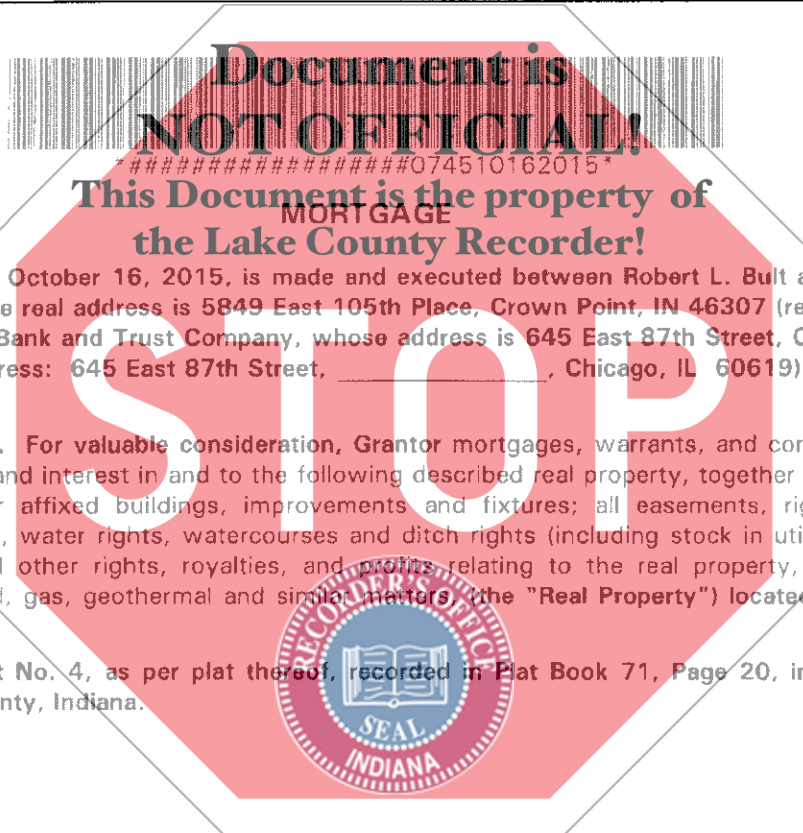 Document is
NOT OFFICIAL!
*##################074510162015*
This Document is the property of
MORTGAGE
the Lake County Recorder!
October 16, 2015, is made and executed between Robert L. Bult a
e real address is 5849 East 105th Place, Crown Point, IN 46307 (re
Bank and Trust Company, whose address is 645 East 87th Street, C
ress: 645 East 87th Street, ____________________, Chicago, IL 60619)
STOP
. For valuable consideration, Grantor mortgages, warrants, and con
and interest in and to the following described real property, together
r affixed buildings, improvements and fixtures; all easements, rig
, water rights, watercourses and ditch rights (including stock in uti
l other rights, royalties, and profits relating to the real property,
l, gas, geothermal and similar matters, (the "Real Property") located
RECORDER'S OFFICE
t No. 4, as per plat thereof, recorded in Plat Book 71, Page 20, in
nty, Indiana.
SEAL
INDIANA